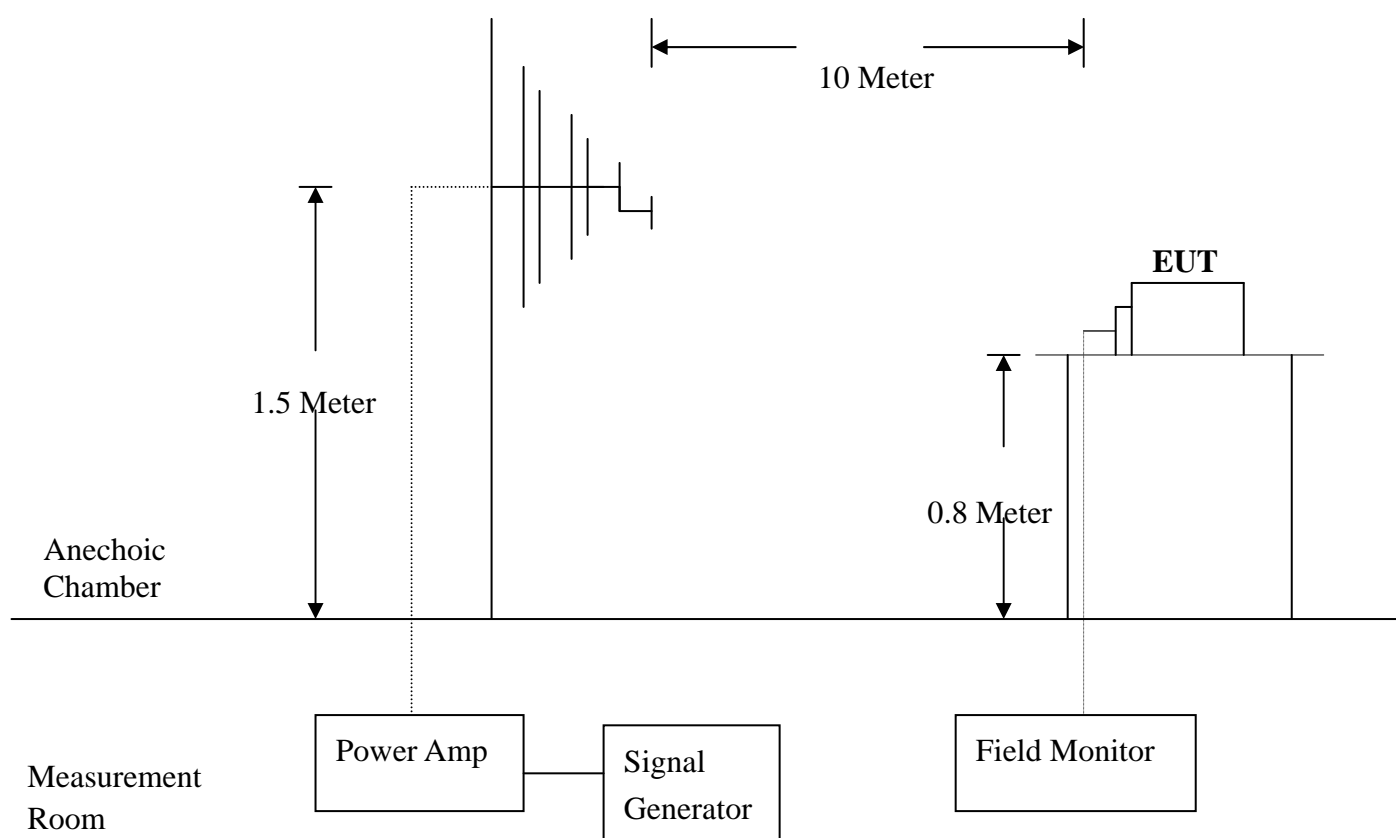 10 Meter
EUT
1.5 Meter
0.8 Meter
Anechoic
Chamber
Power Amp
Signal
Generator
Field Monitor
Measurement
Room